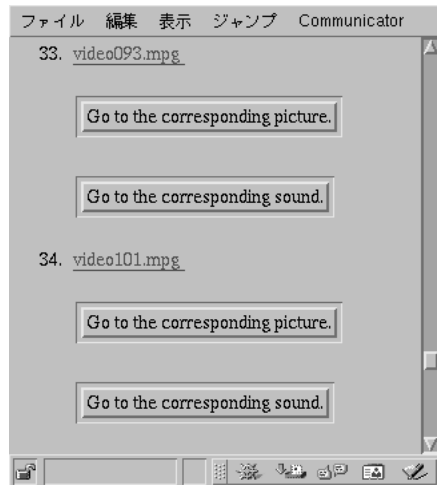 ファイル 編集 表示 ジャンプ Communicator
33. video093.mpg
Go to the corresponding picture.
Go to the corresponding sound.
34. video101.mpg
Go to the corresponding picture.
Go to the corresponding sound.